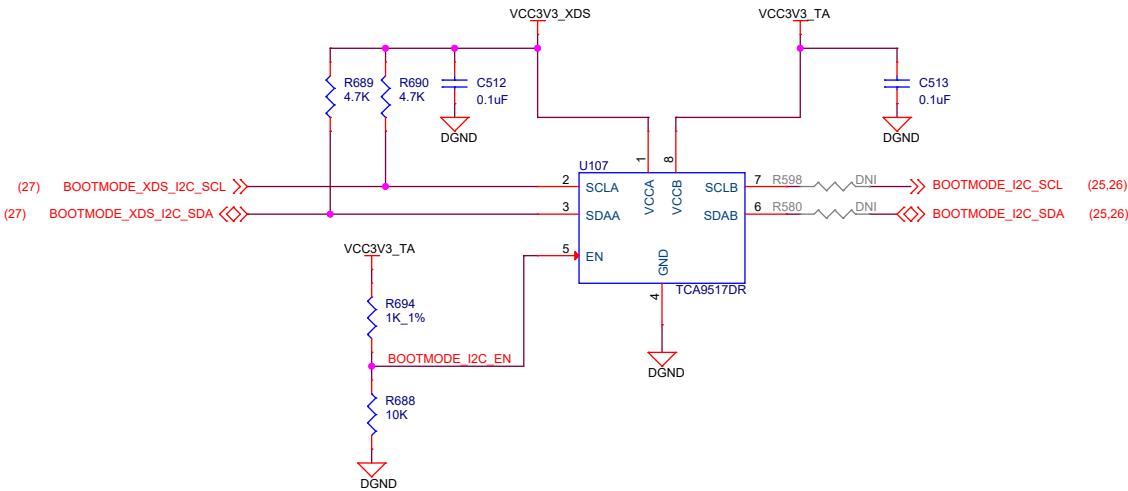 VCC3V3_XDS
VCC3V3_TA
R689
4.7K
R690
4.7K
C512
0.1uF
DGND
C513
0.1uF
DGND
U107
1
8
VCCA
VCCB
(27) BOOTMODE_XDS_I2C_SCL
2
SCLA
SCLB
7
R598
DNI
BOOTMODE_I2C_SCL (25,26)
(27) BOOTMODE_XDS_I2C_SDA
3
SDAA
SDAB
6
R580
DNI
BOOTMODE_I2C_SDA (25,26)
VCC3V3_TA
5
EN
GND
4
TCA9517DR
R694
1K_1%
BOOTMODE_I2C_EN
DGND
R688
10K
DGND